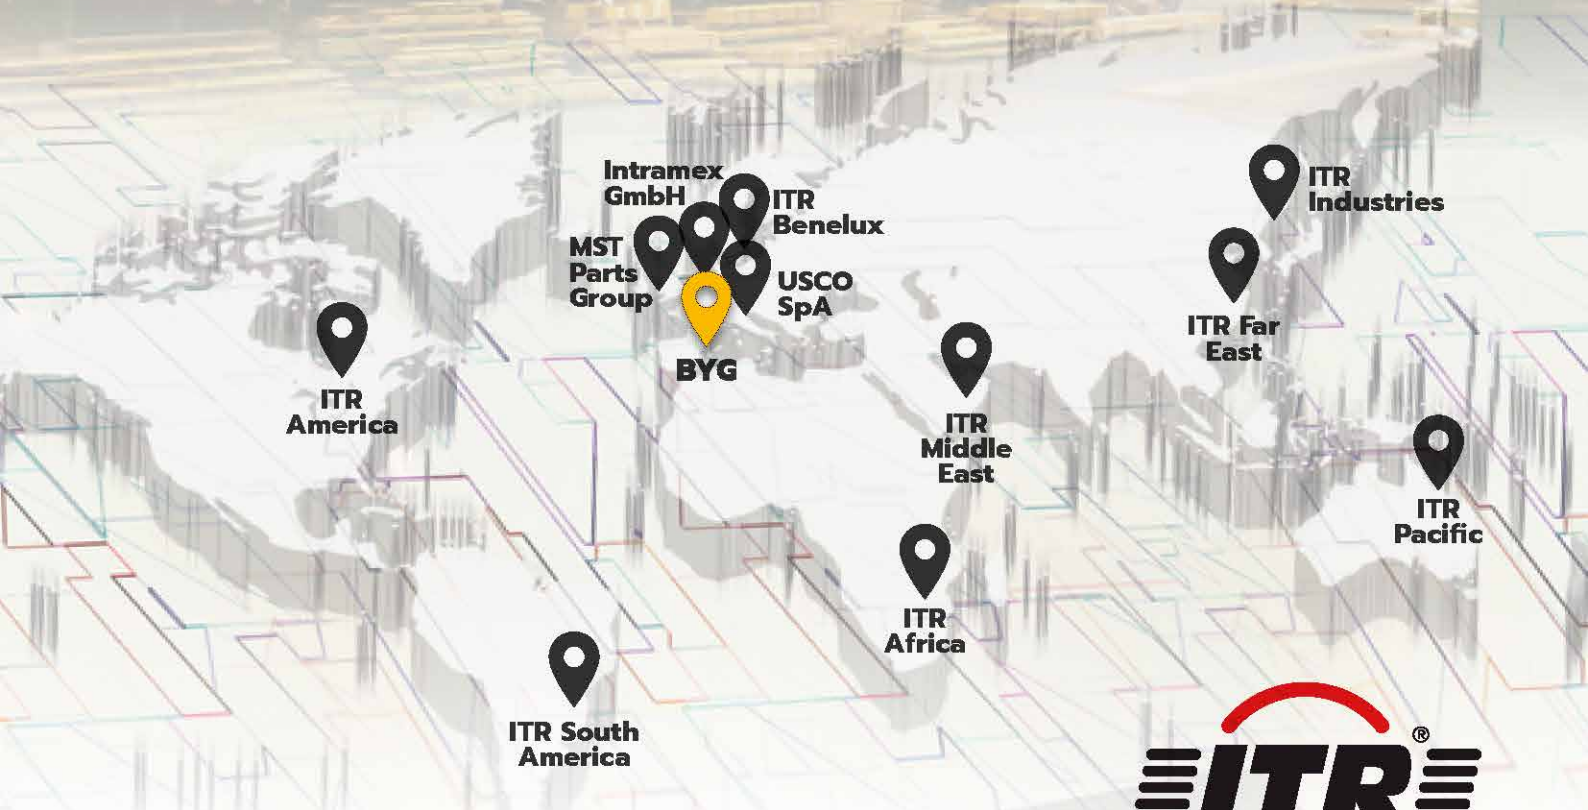 Intramex
GmbH
ITR
Benelux
MST
Parts
Group
USCO
SpA
BYG
ITR
Industries
ITR Far
East
ITR
America
ITR
Middle
East
ITR
Pacific
ITR
Africa
ITR South
America
ITR®